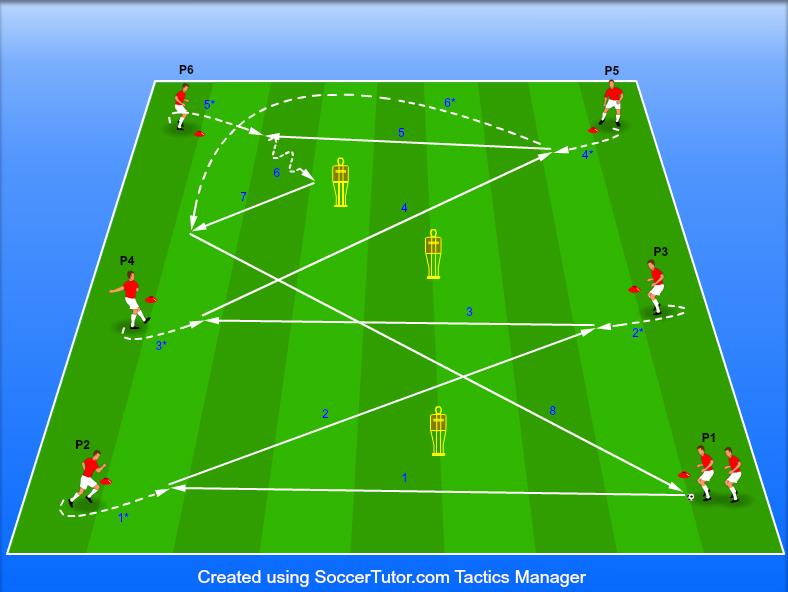 P6
P5
5*
6*
5
4*
6
7
4
P4
P3
3
2*
3*
2
8
P2
P1
1
1*
Created using SoccerTutor.com Tactics Manager